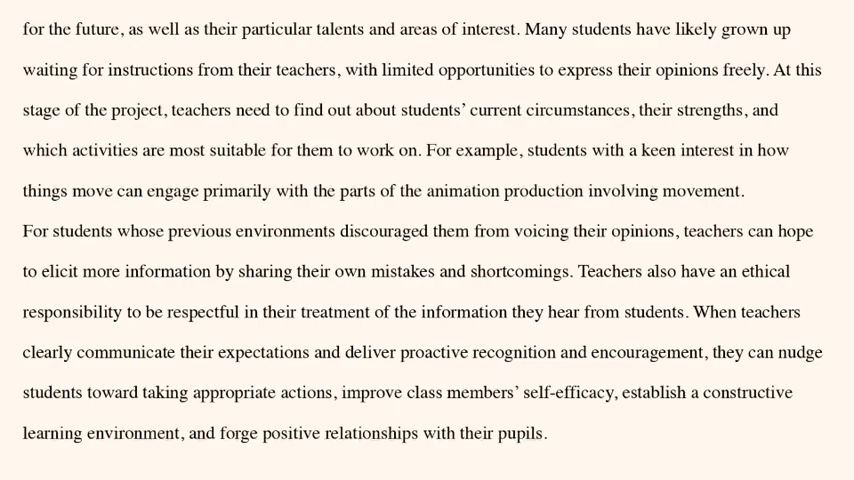 for the future, as well as their particular talents and areas of interest. Many students have likely grown up
waiting for instructions from their teachers, with limited opportunities to express their opinions freely. At this
stage of the project, teachers need to find out about students’ current circumstances, their strengths, and
which activities are most suitable for them to work on. For example, students with a keen interest in how
things move can engage primarily with the parts of the animation production involving movement.
For students whose previous environments discouraged them from voicing their opinions, teachers can hope
to elicit more information by sharing their own mistakes and shortcomings. Teachers also have an ethical
responsibility to be respectful in their treatment of the information they hear from students. When teachers
clearly communicate their expectations and deliver proactive recognition and encouragement, they can nudge
students toward taking appropriate actions, improve class members’ self-efficacy, establish a constructive
learning environment, and forge positive relationships with their pupils.